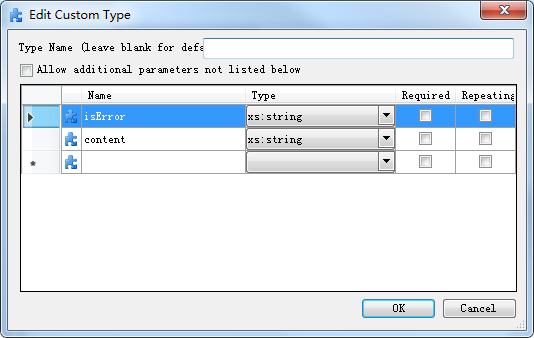 Edit Custom Type
Type Name (leave blank for defa
Allow additional parameters not listed below
Name Type Required Repeating
isError xs:string
content xs:string
*
OK Cancel